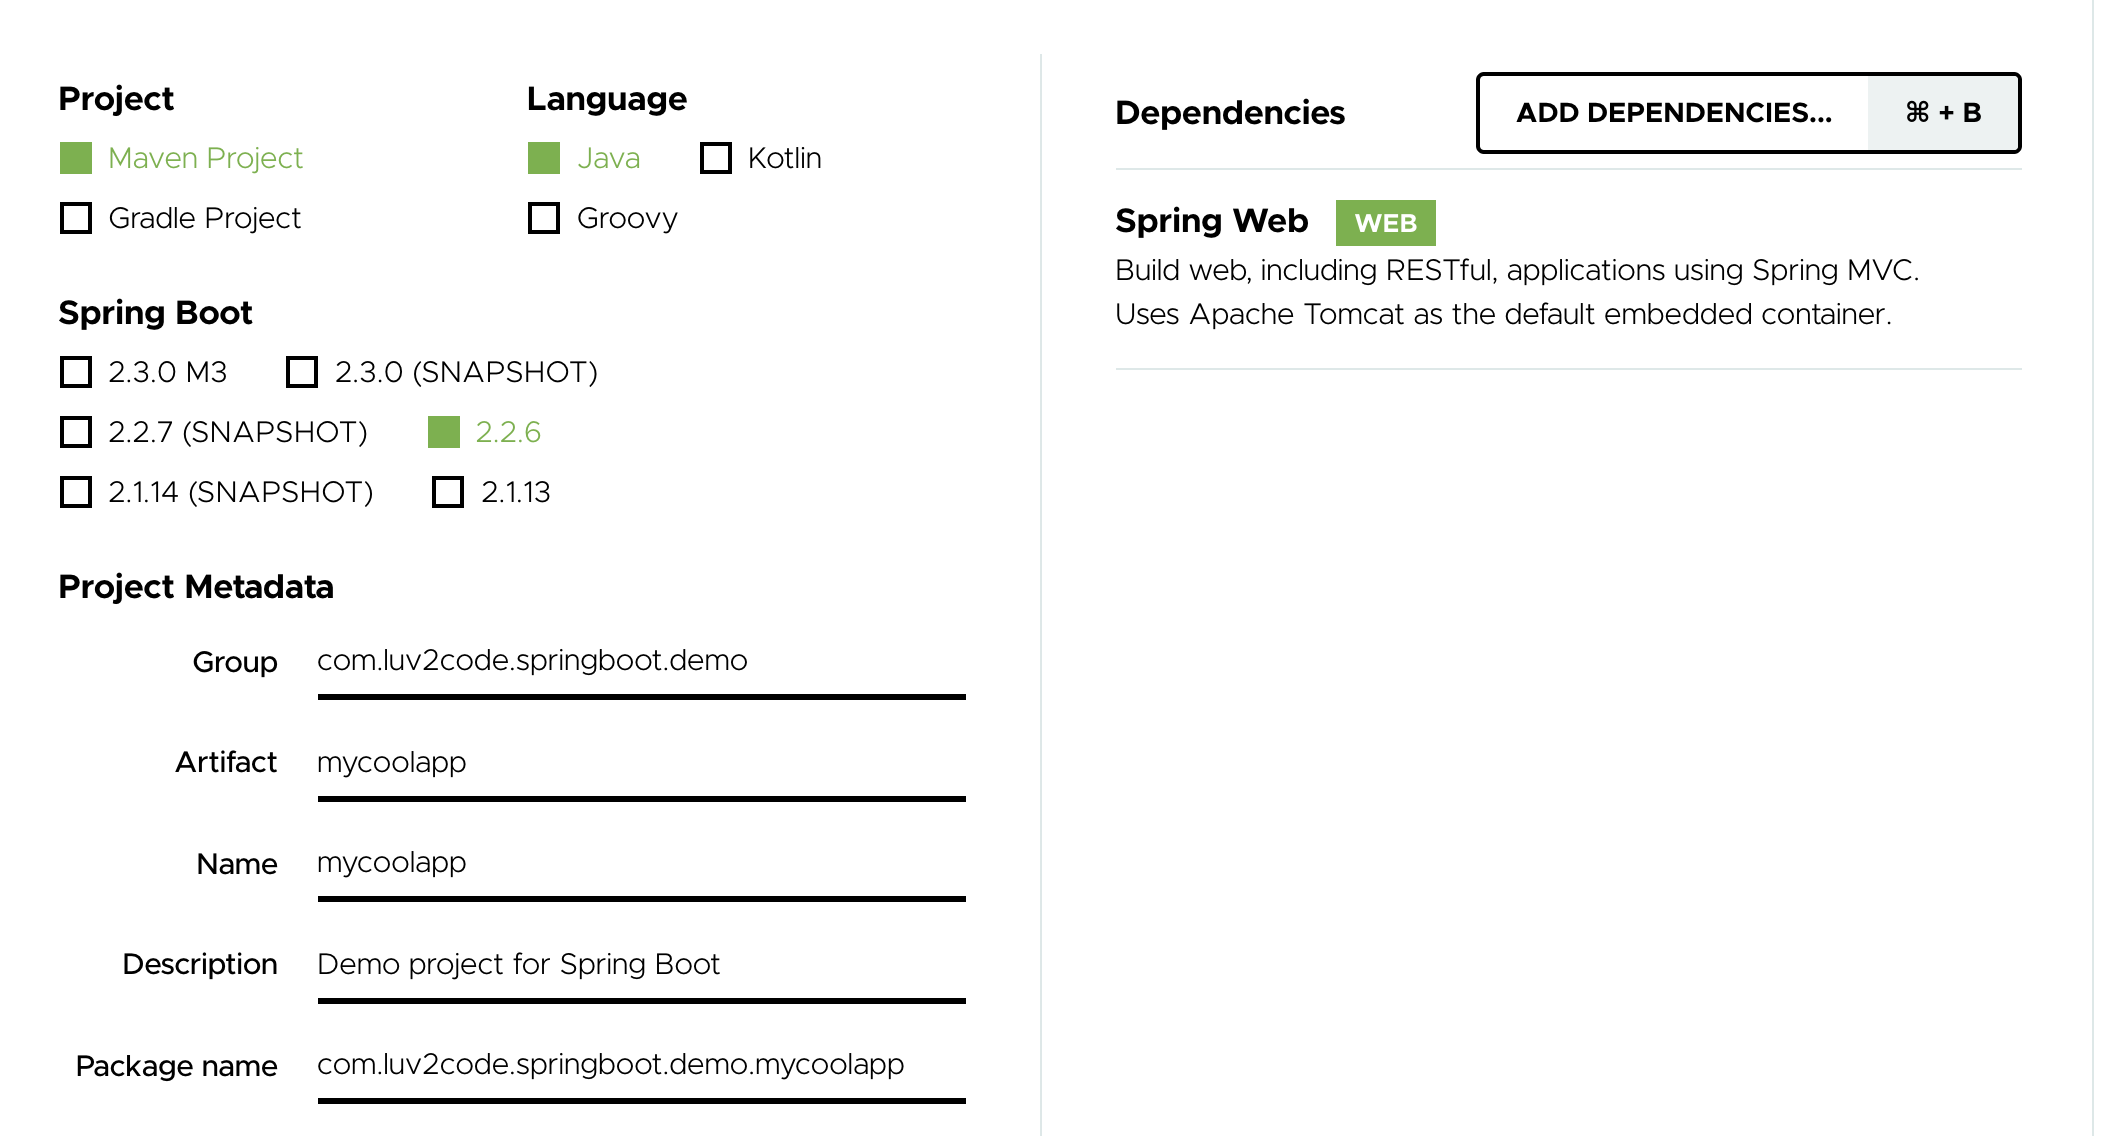 Project
Maven Project
Gradle Project
Language
Java Kotlin
Groovy
Spring Boot
2.3.0 M3 2.3.0 (SNAPSHOT)
2.2.7 (SNAPSHOT) 2.2.6
2.1.14 (SNAPSHOT) 2.1.13
Project Metadata
Group com.luv2code.springboot.demo
Artifact mycoolapp
Name mycoolapp
Description Demo project for Spring Boot
Package name com.luv2code.springboot.demo.mycoolapp
Dependencies ADD DEPENDENCIES... ⌘ + B
Spring Web WEB
Build web, including RESTful, applications using Spring MVC.
Uses Apache Tomcat as the default embedded container.